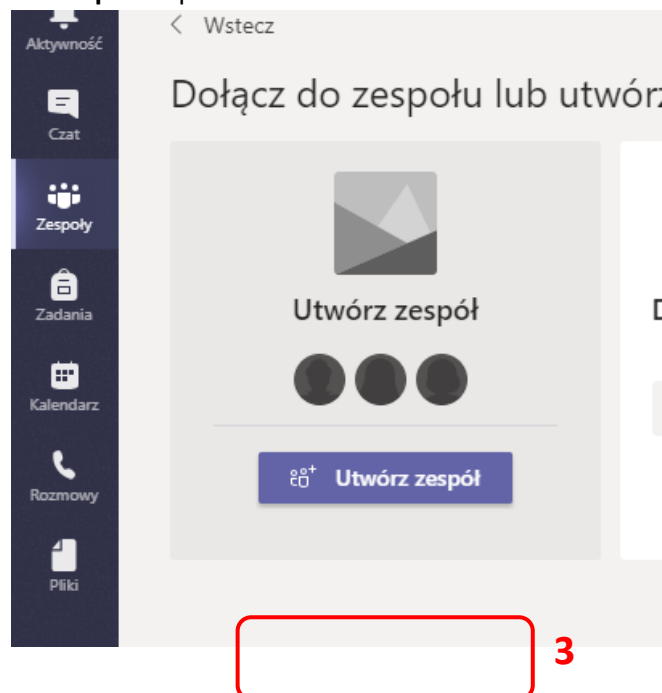 Wstecz
Aktywność
Dołącz do zespołu lub utwórz
Czat
Zespoły
Zadania
Utwórz zespół
Kalendarz
Utwórz zespół
Rozmowy
Pliki
3